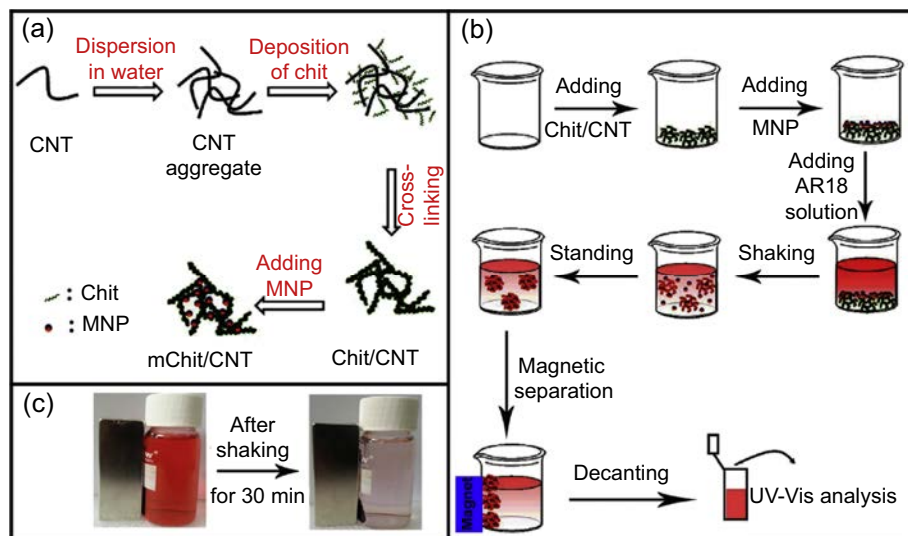 (a)
Dispersion
in water
Deposition
of chit
CNT
CNT
aggregate
Cross-
linking
Adding
MNP
: Chit
: MNP
mChit/CNT
Chit/CNT
(b)
Adding
Chit/CNT
Adding
MNP
Adding
AR18
solution
Shaking
Standing
Magnetic
separation
Magnet
Decanting
UV-Vis analysis
(c)
After
shaking
for 30 min